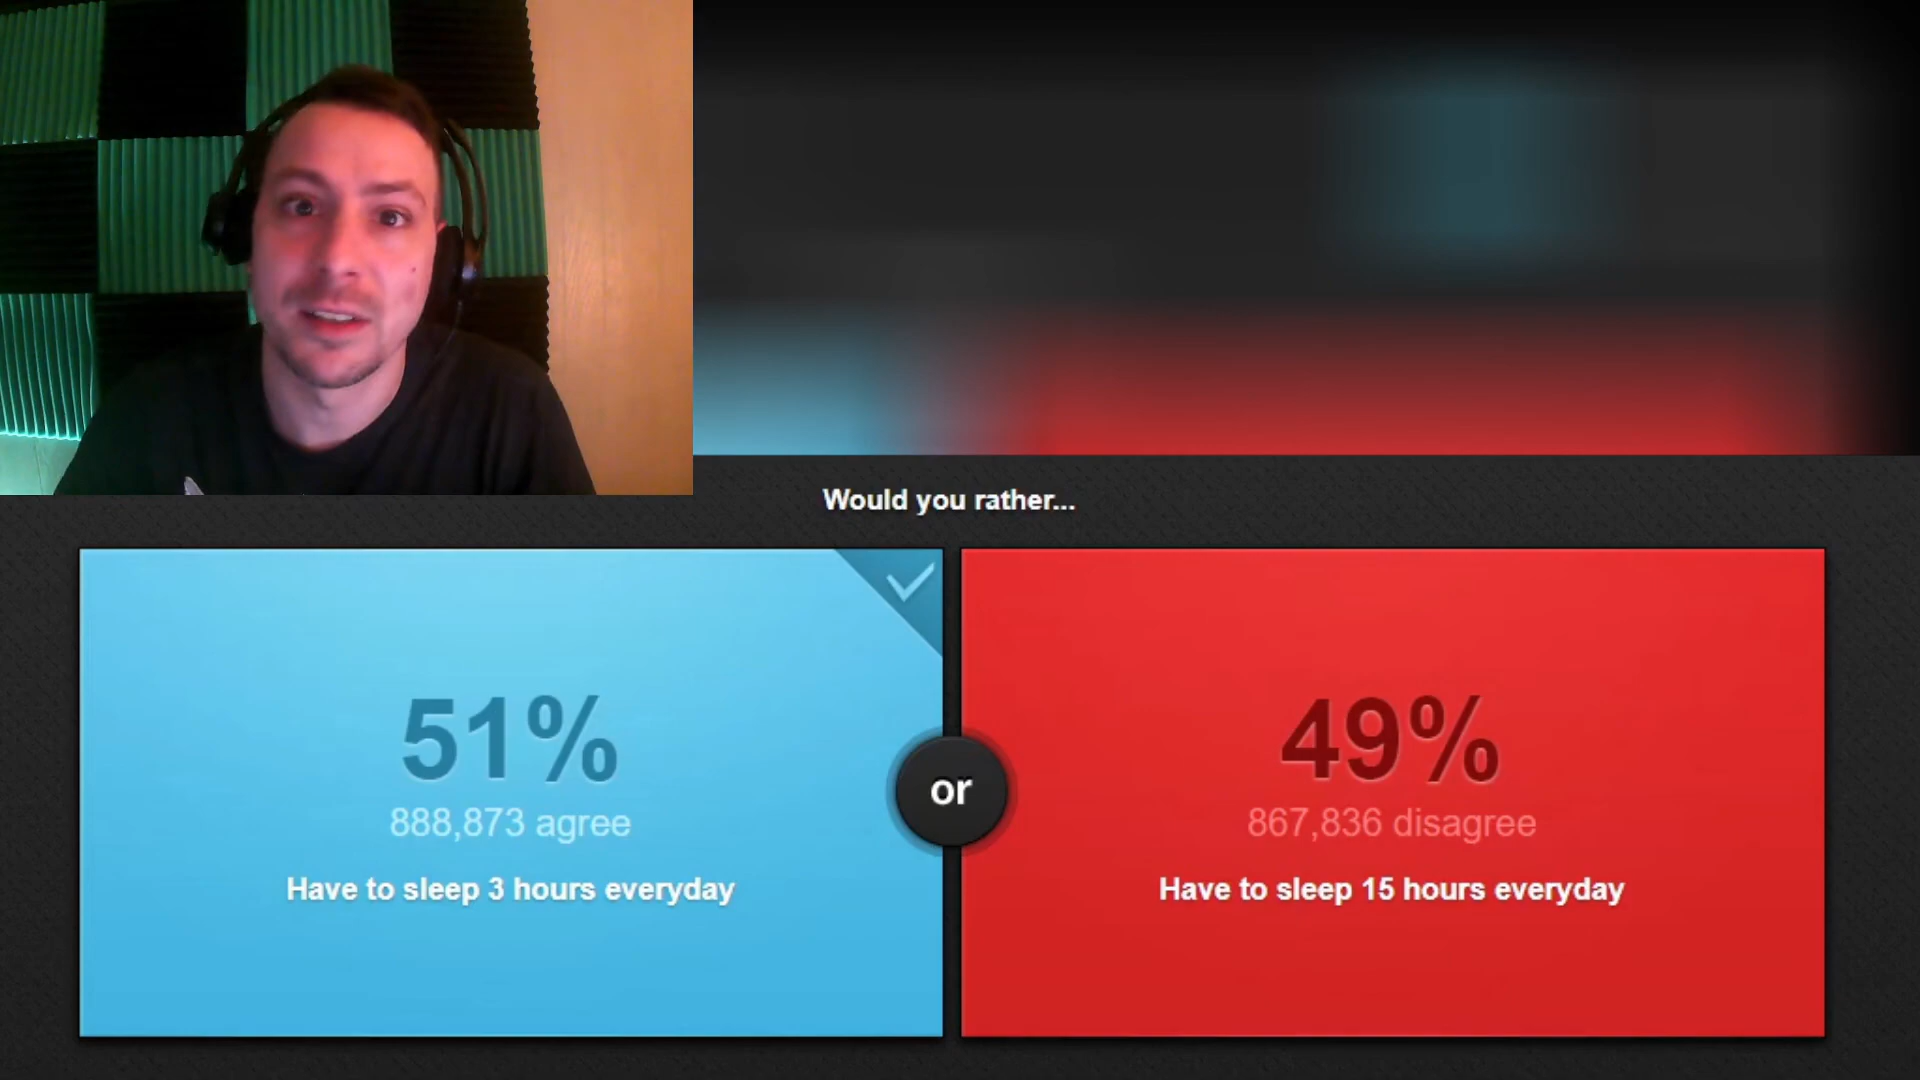 Would you rather...
51%
888,873 agree
Have to sleep 3 hours everyday
or
49%
867,836 disagree
Have to sleep 15 hours everyday